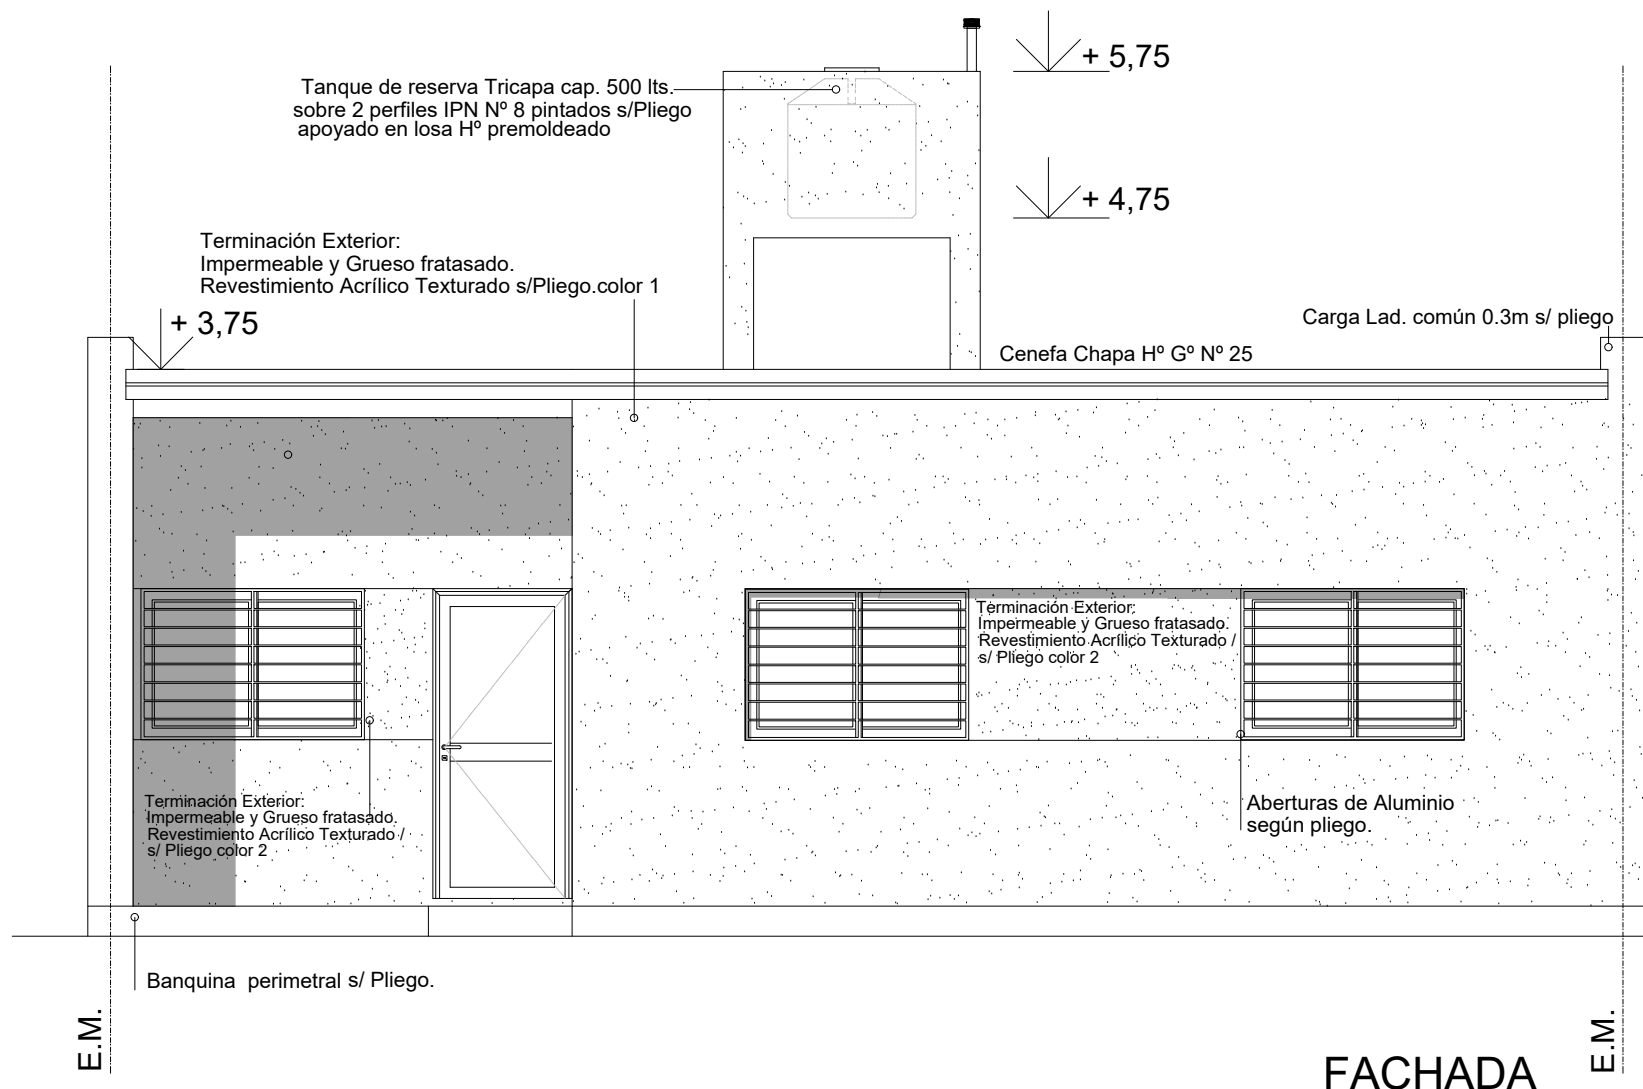 + 5,75
Tanque de reserva Tricapa cap. 500 lts.
sobre 2 perfiles IPN Nº 8 pintados s/Pliego
apoyado en losa Hº premoldeado
+ 4,75
Terminación Exterior:
Impermeable y Grueso fratasado.
Revestimiento Acrílico Texturado s/Pliego.color 1
+ 3,75
Carga Lad. común 0.3m s/ pliego
Cenefa Chapa Hº Gº Nº 25
Terminación Exterior:
Impermeable y Grueso fratasado.
Revestimiento Acrílico Texturado /
s/ Pliego color 2
Terminación Exterior:
Impermeable y Grueso fratasado.
Revestimiento Acrílico Texturado /
s/ Pliego color 2
Aberturas de Aluminio
según pliego.
Banquina perimetral s/ Pliego.
E.M.
E.M.
FACHADA